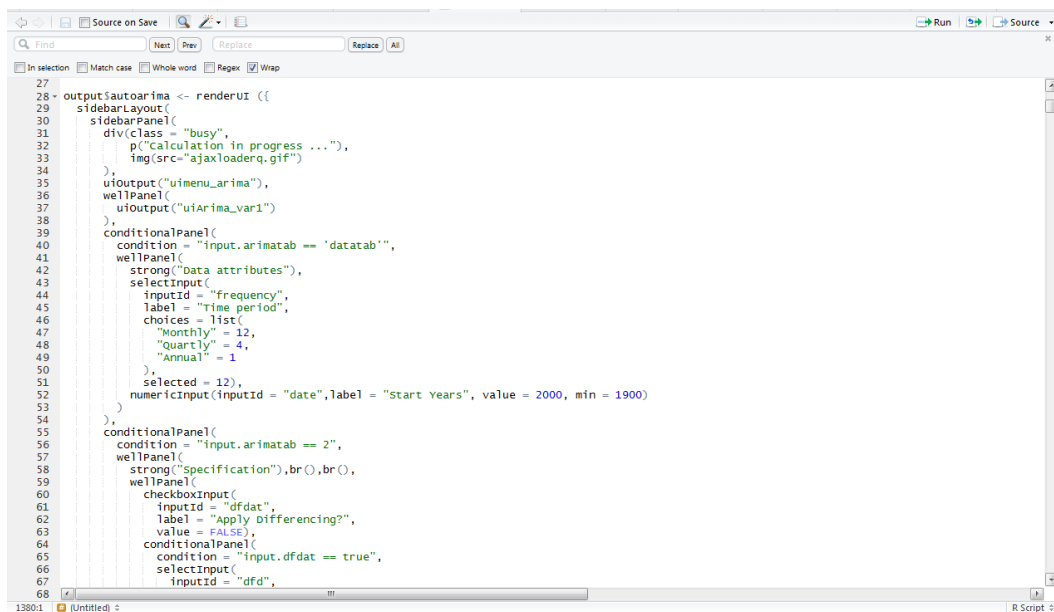 Source on Save Run Source
Find Next Prev Replace Replace All
In selection Match case Whole word Regex Wrap
27
28 output$autoarima <- renderUI ({
29 sidebarLayout(
30 sidebarPanel(
31 div(class = "busy",
32 p("Calculation in progress ..."),
33 img(src="ajaxloaderq.gif")
34 ),
35 uiOutput("uimenu_arima"),
36 wellPanel(
37 uiOutput("uiArima_var1")
38 ),
39 conditionalPanel(
40 condition = "input.arimatab == 'datatab'",
41 wellPanel(
42 strong("Data attributes"),
43 selectInput(
44 inputId = "frequency",
45 label = "Time period",
46 choices = list(
47 "Monthly" = 12,
48 "Quartly" = 4,
49 "Annual" = 1
50 ),
51 selected = 12),
52 numericInput(inputId = "date",label = "Start Years", value = 2000, min = 1900)
53 )
54 ),
55 conditionalPanel(
56 condition = "input.arimatab == 2",
57 wellPanel(
58 strong("Specification"),br(),br(),
59 wellPanel(
60 checkboxInput(
61 inputId = "dfdat",
62 label = "Apply Differencing?",
63 value = FALSE),
64 conditionalPanel(
65 condition = "input.dfdat == true",
66 selectInput(
67 inputId = "dfd",
68
1380:1 (Untitled) R Script